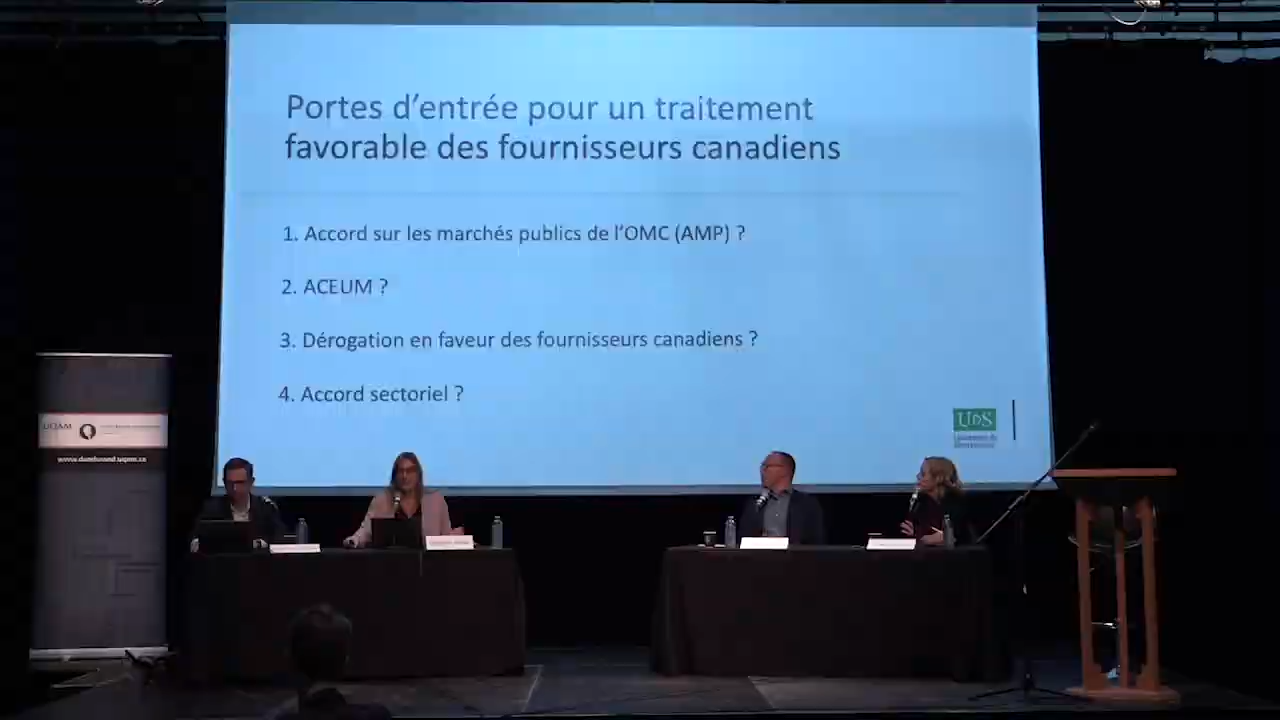 Portes d'entrée pour un traitement
favorable des fournisseurs canadiens
1. Accord sur les marchés publics de l'OMC (AMP) ?
2. ACEUM ?
3. Dérogation en faveur des fournisseurs canadiens ?
4. Accord sectoriel ?
UDS
UQAM